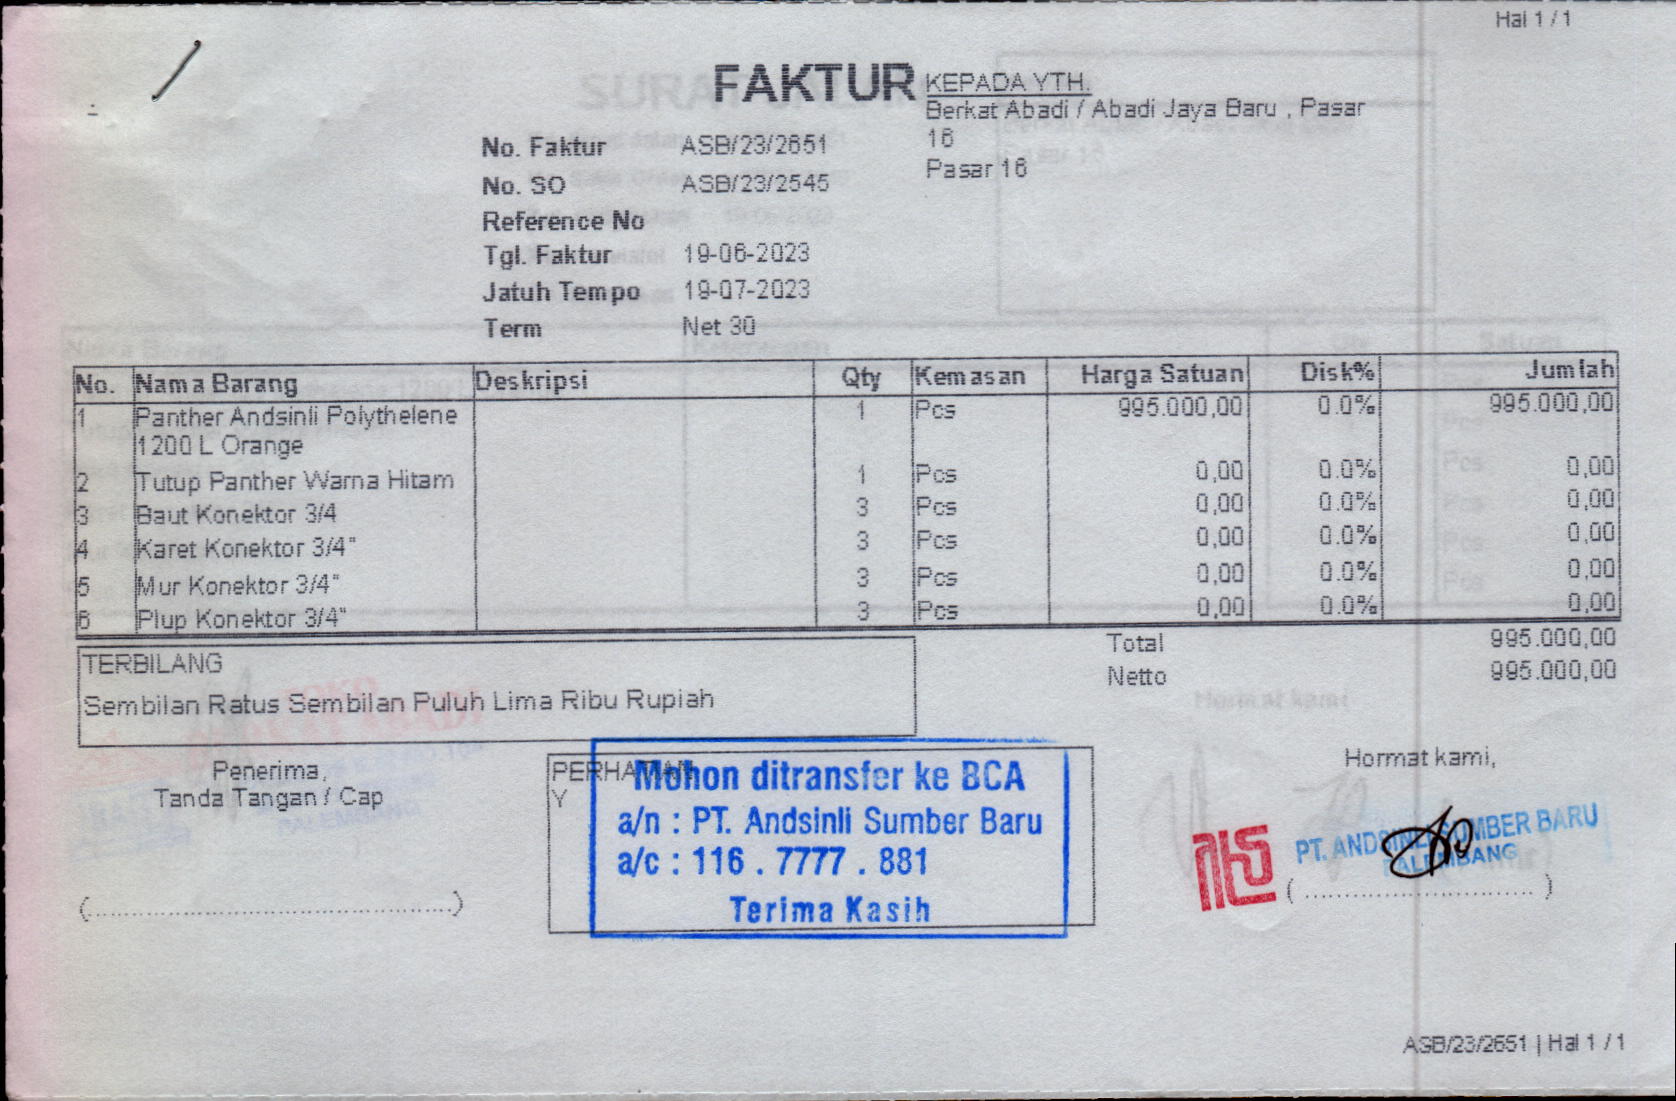 Hal 1 / 1
FAKTUR
KEPADA YTH.
Berkat Abadi / Abadi Jaya Baru , Pasar
16
Pasar 16
No. Faktur ASB/23/2651
No. SO ASB/23/2545
Reference No
Tgl. Faktur 19-06-2023
Jatuh Tempo 19-07-2023
Term Net 30
No. Nama Barang Deskripsi Qty Kemasan Harga Satuan Disk% Jumlah
1 Panther Andsinli Polythelene 1 Pcs 995.000,00 0.0% 995.000,00
1200 L Orange
2 Tutup Panther Warna Hitam 1 Pcs 0,00 0.0% 0,00
3 Baut Konektor 3/4 3 Pcs 0,00 0.0% 0,00
4 Karet Konektor 3/4" 3 Pcs 0,00 0.0% 0,00
5 Mur Konektor 3/4" 3 Pcs 0,00 0.0% 0,00
6 Plup Konektor 3/4" 3 Pcs 0,00 0.0% 0,00
Total 995.000,00
Netto 995.000,00
TERBILANG
Sembilan Ratus Sembilan Puluh Lima Ribu Rupiah
Penerima,
Tanda Tangan / Cap
(..........................................)
PERHATIAN
Y
Mohon ditransfer ke BCA
a/n : PT. Andsinli Sumber Baru
a/c : 116 . 7777 . 881
Terima Kasih
Hormat kami,
PT. ANDSINLI SUMBER BARU
PALEMBANG
(..............................)
ASB/23/2651 | Hal 1 / 1